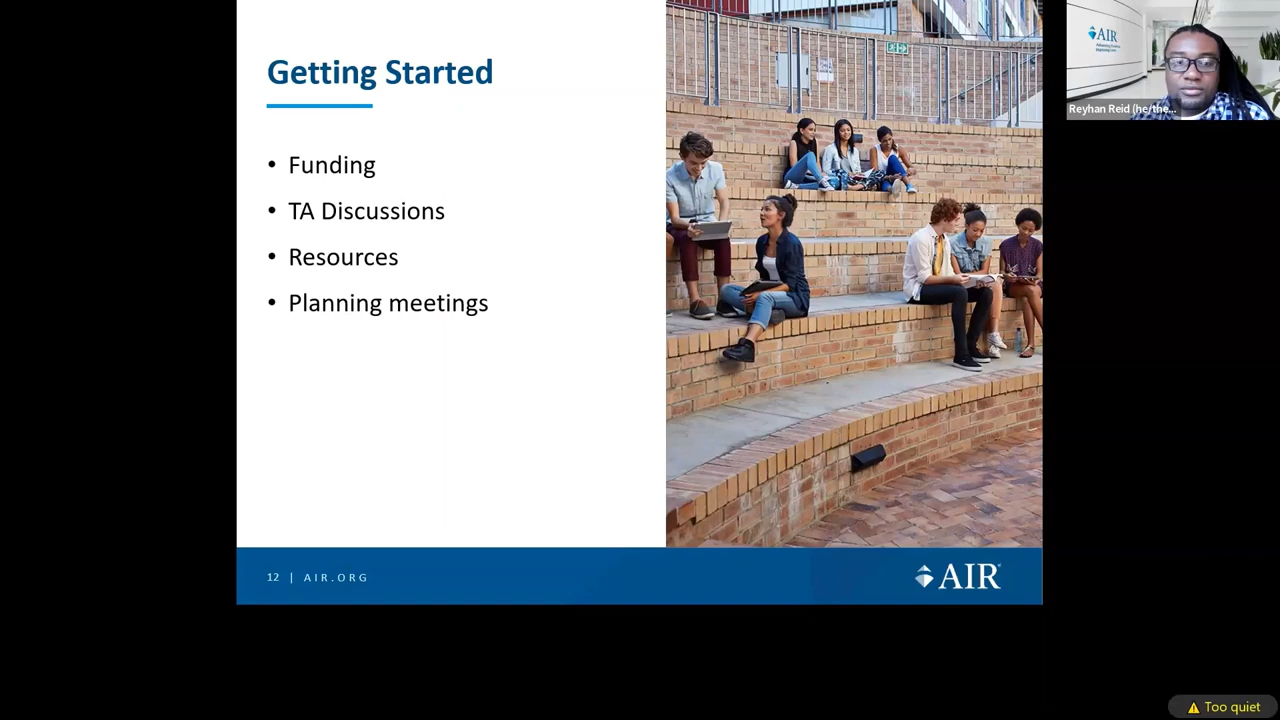 Getting Started
• Funding
• TA Discussions
• Resources
• Planning meetings
12 | AIR.ORG
AIR
AIR
Reyhan Reid (he/the...
Too quiet